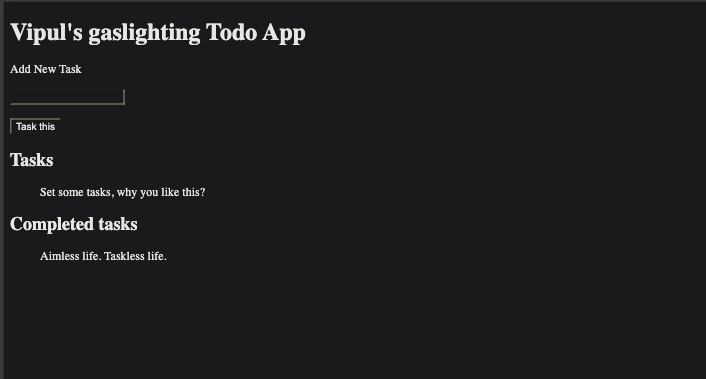 Vipul's gaslighting Todo App
Add New Task
Task this
Tasks
Set some tasks, why you like this?
Completed tasks
Aimless life. Taskless life.